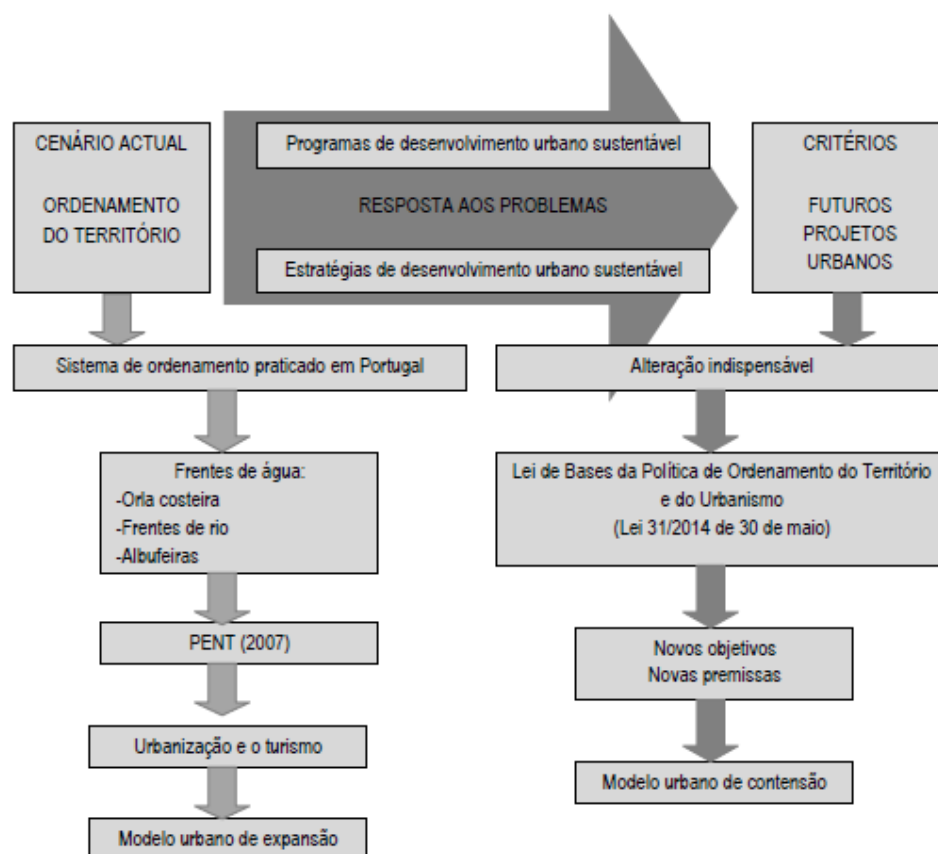 CENÁRIO ACTUAL
ORDENAMENTO
DO TERRITÓRIO
Programas de desenvolvimento urbano sustentável
RESPOSTA AOS PROBLEMAS
Estratégias de desenvolvimento urbano sustentável
CRITÉRIOS
FUTUROS
PROJETOS
URBANOS
Sistema de ordenamento praticado em Portugal
Frentes de água:
-Orla costeira
-Frentes de rio
-Albufeiras
PENT (2007)
Urbanização e o turismo
Modelo urbano de expansão
Alteração indispensável
Lei de Bases da Política de Ordenamento do Território
e do Urbanismo
(Lei 31/2014 de 30 de maio)
Novos objetivos
Novas premissas
Modelo urbano de contensão